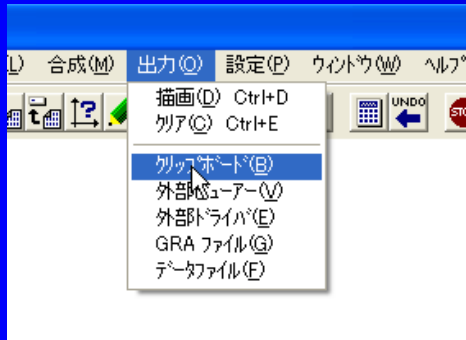 (L) 合成(M) 出力(O) 設定(P) ｳｨﾝﾄﾞｳ(W) ﾍﾙﾌﾟ
UNDO
STO
描画(D) Ctrl+D
ｸﾘｱ(C) Ctrl+E
ｸﾘｯﾌﾟﾎﾞｰﾄﾞ(B)
外部ﾋﾞｭｰｱｰ(V)
外部ﾄﾞﾗｲﾊﾞ(E)
GRA ﾌｧｲﾙ(G)
ﾃﾞｰﾀﾌｧｲﾙ(F)